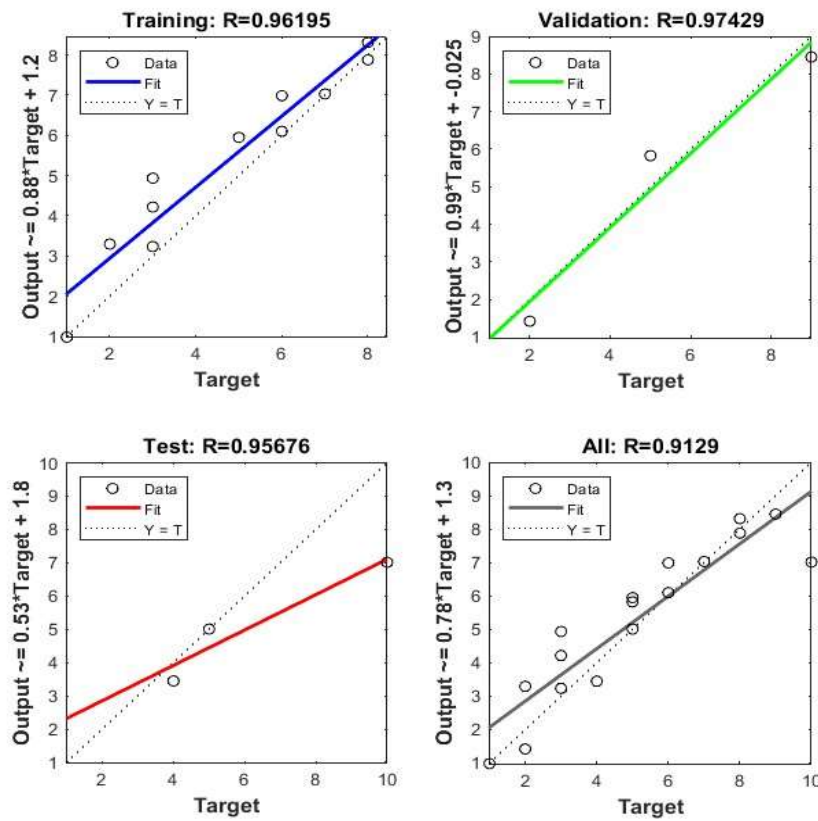 Training: R=0.96195
Output ~= 0.88*Target + 1.2
Data
Fit
Y = T
8
7
6
5
4
3
2
1
2
4
6
8
Target
Validation: R=0.97429
Output ~= 0.99*Target + -0.025
Data
Fit
Y = T
9
8
7
6
5
4
3
2
1
2
4
6
8
Target
Test: R=0.95676
Output ~= 0.53*Target + 1.8
Data
Fit
Y = T
10
9
8
7
6
5
4
3
2
1
2
4
6
8
10
Target
All: R=0.9129
Output ~= 0.78*Target + 1.3
Data
Fit
Y = T
10
9
8
7
6
5
4
3
2
1
2
4
6
8
10
Target